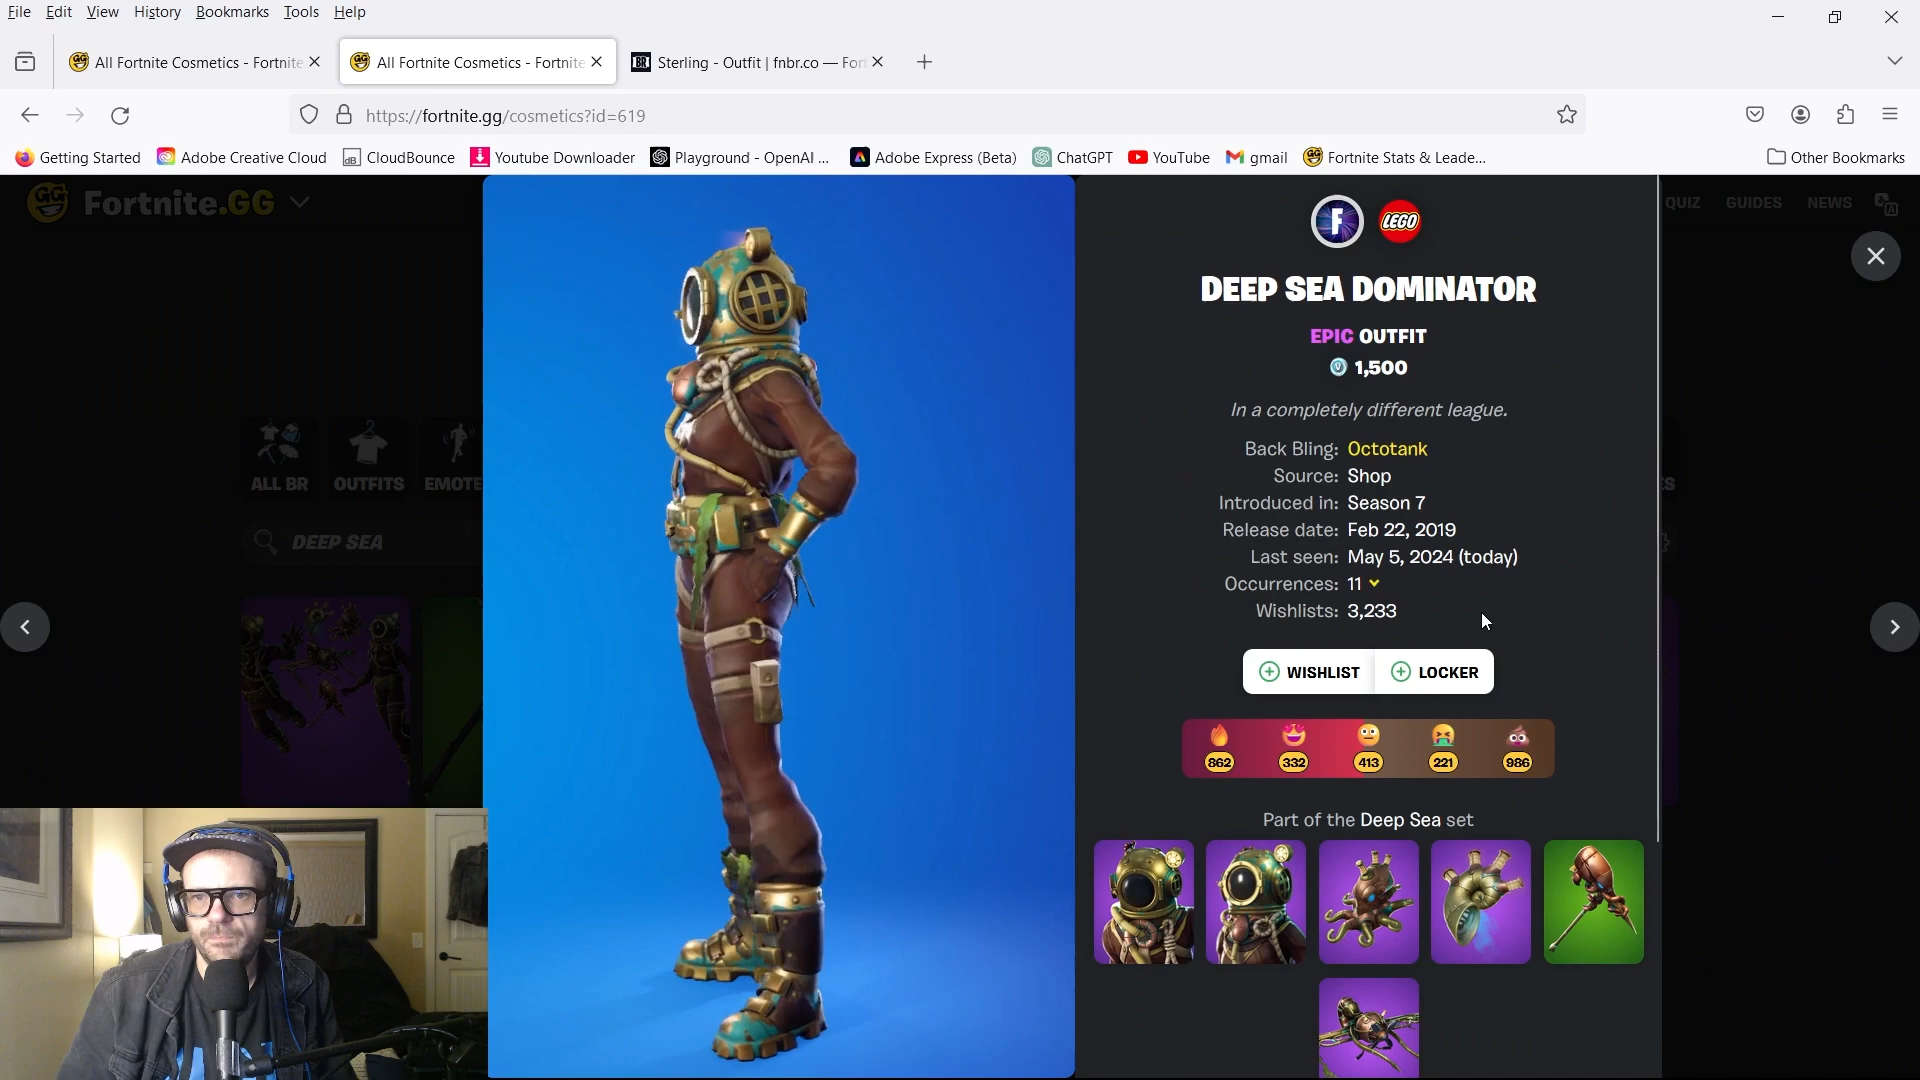 File Edit View History Bookmarks Tools Help
All Fortnite Cosmetics - Fortnite
All Fortnite Cosmetics - Fortnite
BR Sterling - Outfit | fnbr.co — For
https://fortnite.gg/cosmetics?id=619
Getting Started Adobe Creative Cloud CloudBounce Youtube Downloader Playground - OpenAI ... Adobe Express (Beta) ChatGPT YouTube gmail Fortnite Stats & Leade... Other Bookmarks
Fortnite.GG
QUIZ GUIDES NEWS
F LEGO
DEEP SEA DOMINATOR
EPIC OUTFIT
1,500
In a completely different league.
Back Bling: Octotank
Source: Shop
Introduced in: Season 7
Release date: Feb 22, 2019
Last seen: May 5, 2024 (today)
Occurrences: 11
Wishlists: 3,233
WISHLIST LOCKER
862 332 413 221 986
Part of the Deep Sea set
ALL BR OUTFITS EMOTE
DEEP SEA